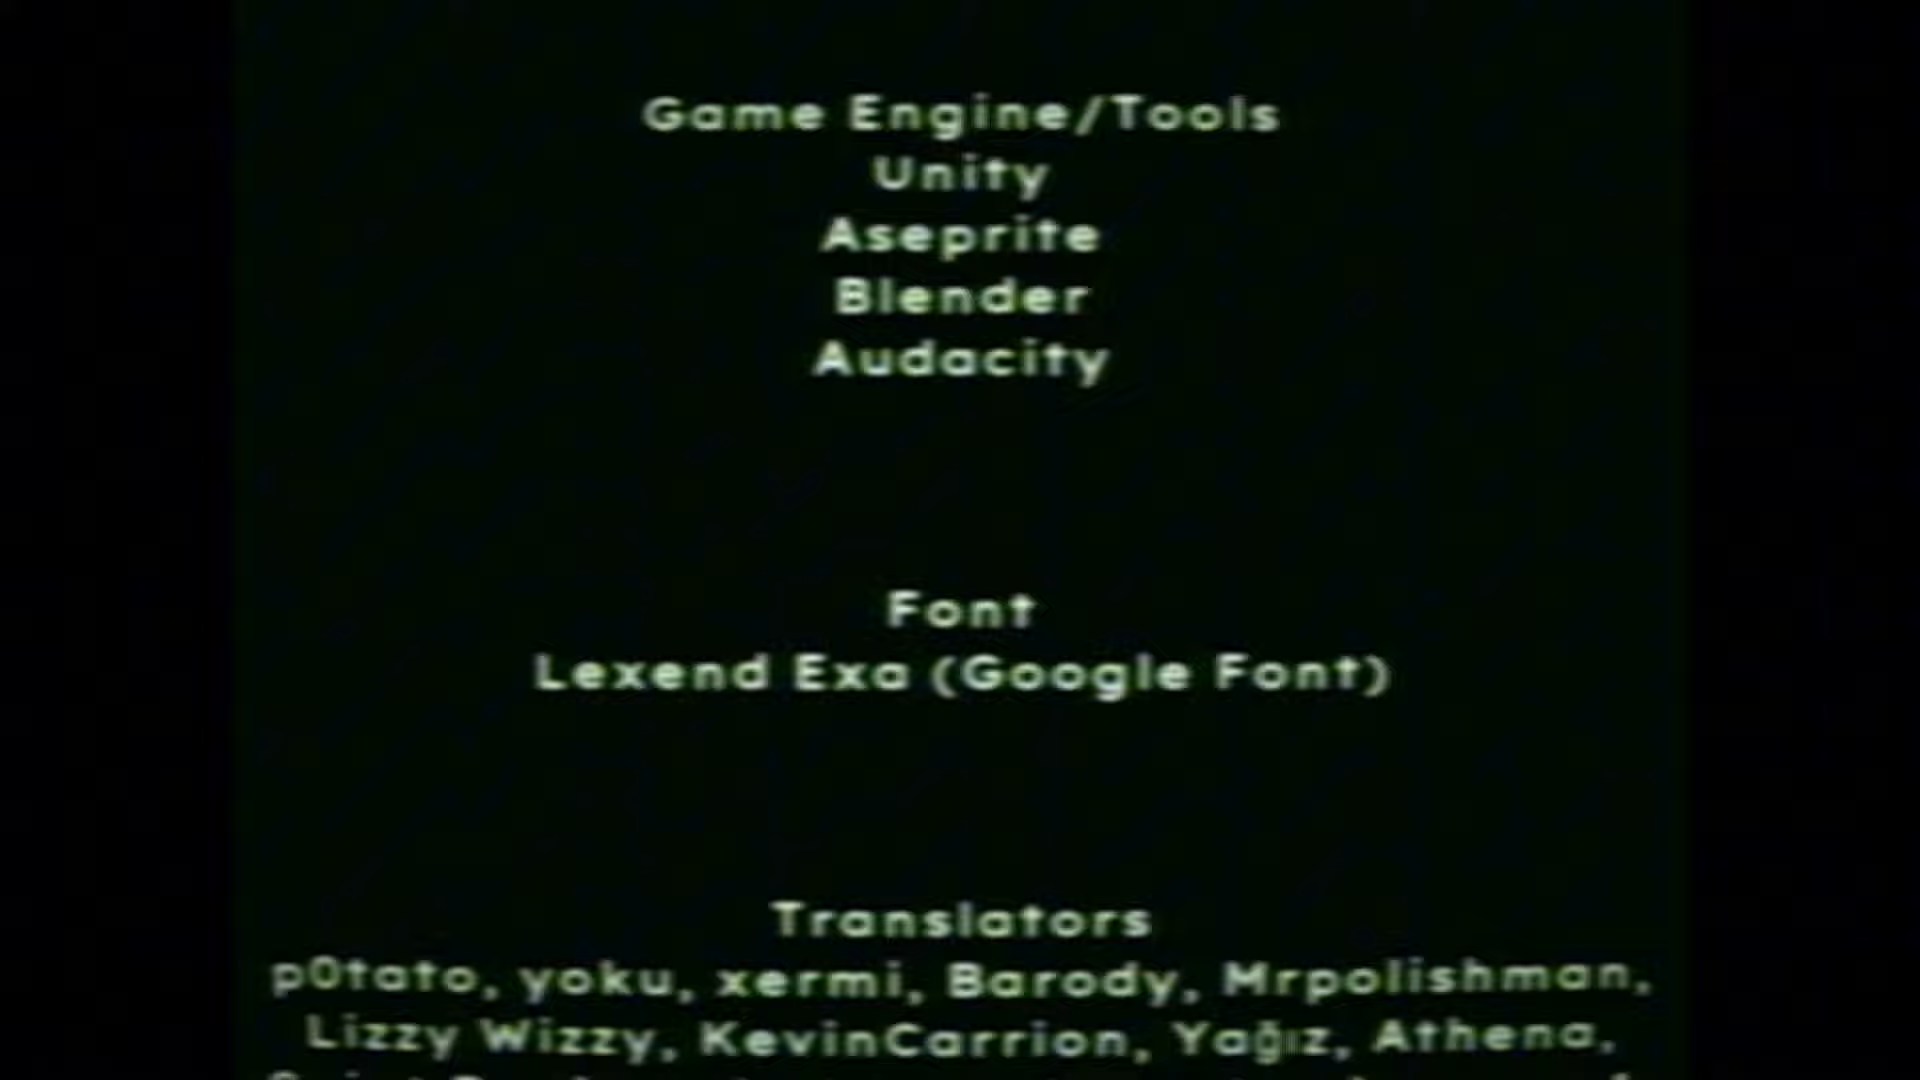 Game Engine/Tools
Unity
Aseprite
Blender
Audacity
Font
Lexend Exa (Google Font)
Translators
p0tato, yoku, xermi, Barody, Mrpolishman,
Lizzy Wizzy, KevinCarrion, Yağız, Athena,